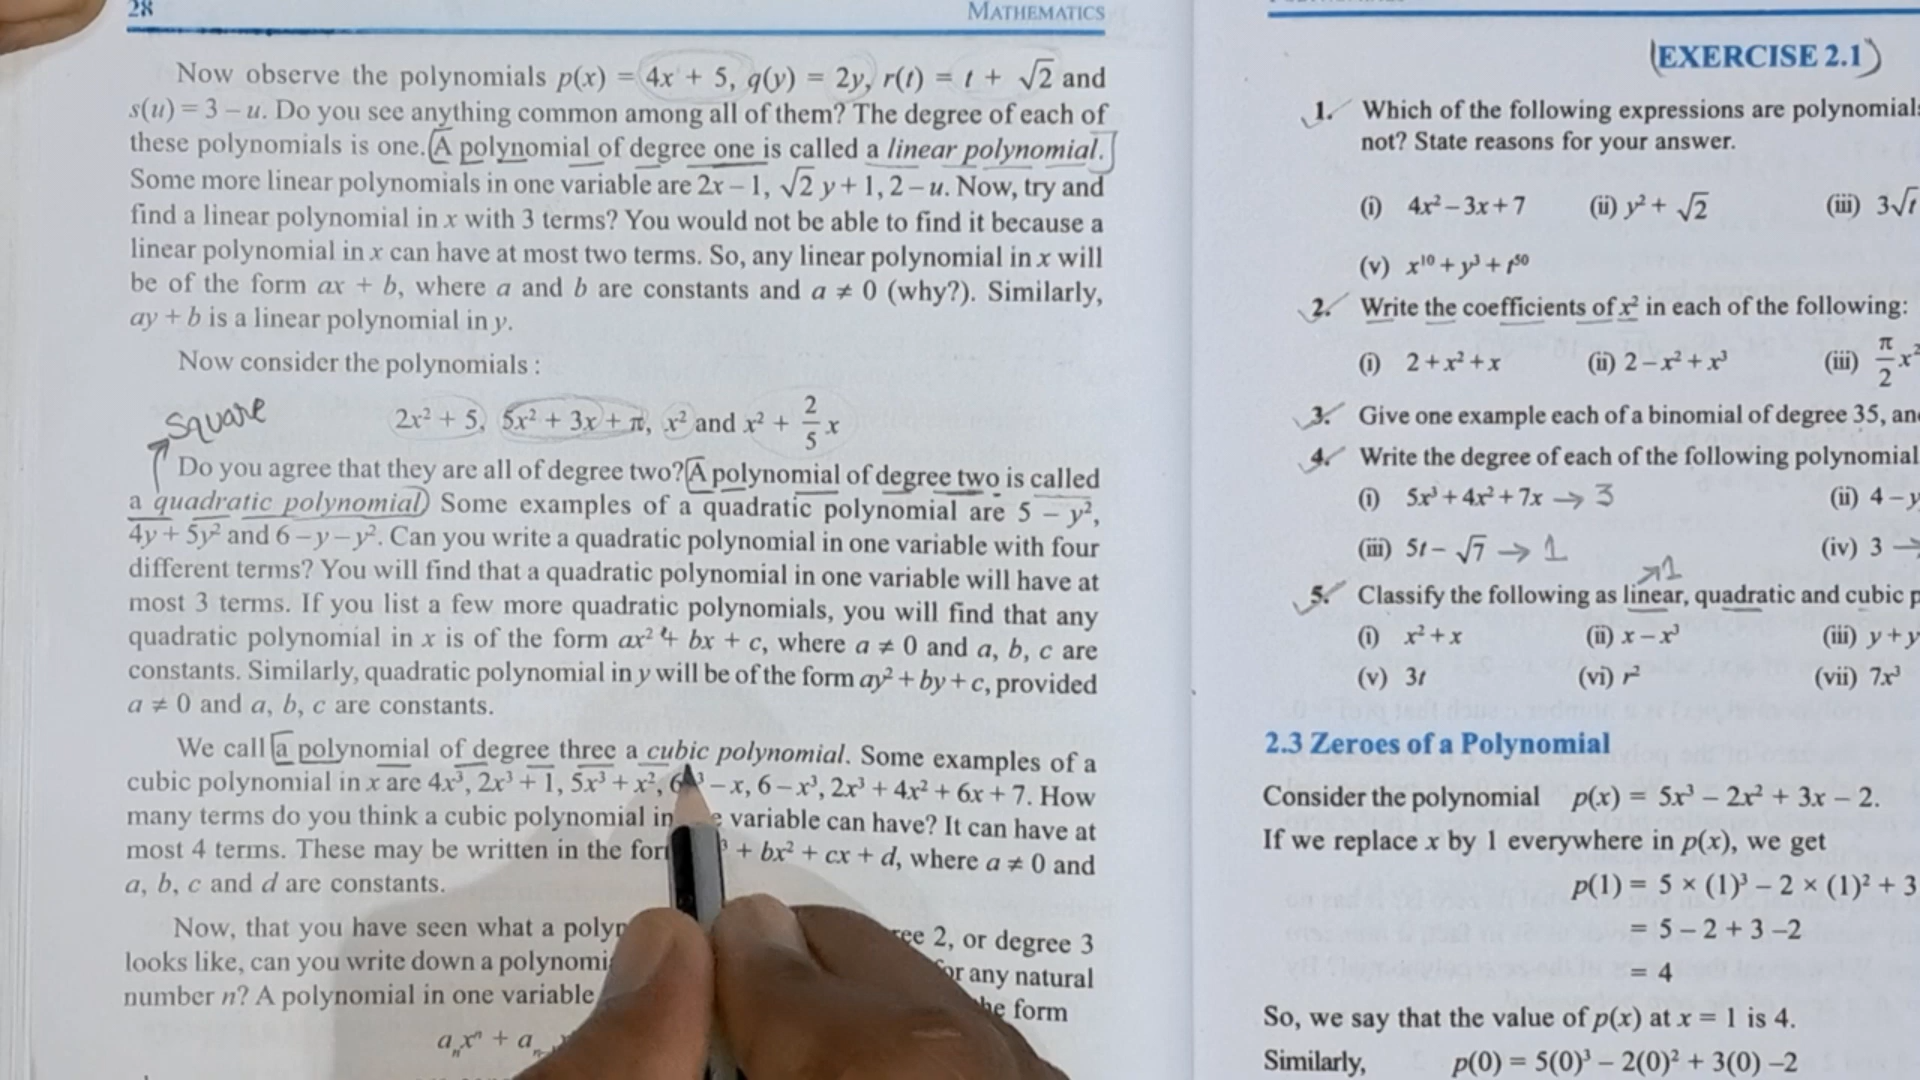 28
MATHEMATICS
Now observe the polynomials p(x) = 4x + 5, q(y) = 2y, r(t) = t + √2 and
s(u) = 3 – u. Do you see anything common among all of them? The degree of each of
these polynomials is one. A polynomial of degree one is called a linear polynomial.
Some more linear polynomials in one variable are 2x – 1, √2 y + 1, 2 – u. Now, try and
find a linear polynomial in x with 3 terms? You would not be able to find it because a
linear polynomial in x can have at most two terms. So, any linear polynomial in x will
be of the form ax + b, where a and b are constants and a ≠ 0 (why?). Similarly,
ay + b is a linear polynomial in y.
Now consider the polynomials :
Square
2x² + 5, 5x² + 3x + π, x² and x² + 2/5 x
Do you agree that they are all of degree two? A polynomial of degree two is called
a quadratic polynomial) Some examples of a quadratic polynomial are 5 – y²,
4y + 5y² and 6 – y – y². Can you write a quadratic polynomial in one variable with four
different terms? You will find that a quadratic polynomial in one variable will have at
most 3 terms. If you list a few more quadratic polynomials, you will find that any
quadratic polynomial in x is of the form ax² + bx + c, where a ≠ 0 and a, b, c are
constants. Similarly, quadratic polynomial in y will be of the form ay² + by + c, provided
a ≠ 0 and a, b, c are constants.
We call a polynomial of degree three a cubic polynomial. Some examples of a
cubic polynomial in x are 4x³, 2x³ + 1, 5x³ + x², 6 ³ – x, 6 – x³, 2x³ + 4x² + 6x + 7. How
many terms do you think a cubic polynomial in variable can have? It can have at
most 4 terms. These may be written in the ³ + bx² + cx + d, where a ≠ 0 and
a, b, c and d are constants.
Now, that you have seen what a 2, or degree 3
looks like, can you write down a any natural
number n? A polynomial in one variable form
aₙxⁿ + a
(EXERCISE 2.1)
1. Which of the following expressions are
not? State reasons for your answer.
(i) 4x² – 3x + 7 (ii) y² + √2 (iii) 3√t
(v) x¹⁰ + y³ + t⁵⁰
2. Write the coefficients of x² in each of the following:
(i) 2 + x² + x (ii) 2 – x² + x³ (iii) π/2 x²
3. Give one example each of a binomial of degree 35,
4. Write the degree of each of the following
(i) 5x³ + 4x² + 7x → 3 (ii) 4 – y
(iii) 5t – √7 → 1 (iv) 3 →
→1
5. Classify the following as linear, quadratic and cubic
(i) x² + x (ii) x – x³ (iii) y + y
(v) 3t (vi) r² (vii) 7x³
2.3 Zeroes of a Polynomial
Consider the polynomial p(x) = 5x³ – 2x² + 3x – 2.
If we replace x by 1 everywhere in p(x), we get
p(1) = 5 × (1)³ – 2 × (1)² + 3
= 5 – 2 + 3 –2
= 4
So, we say that the value of p(x) at x = 1 is 4.
Similarly, p(0) = 5(0)³ – 2(0)² + 3(0) –2